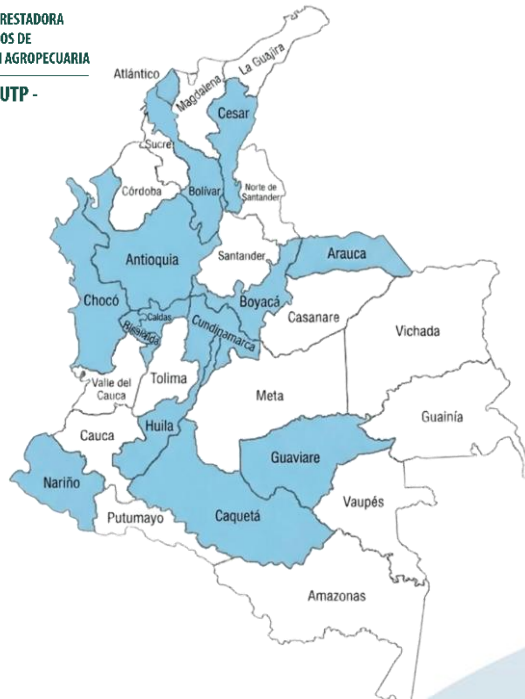 RESTADORA
OS DE
AGROPECUARIA
UTP -
La Guajira
Atlántico
Magdalena
Cesar
Sucre
Córdoba
Bolívar
Norte de
Santander
Antioquia
Santander
Arauca
Chocó
Boyacá
Caldas
Risaralda
Cundinamarca
Casanare
Vichada
Valle del
Cauca
Tolima
Meta
Guainía
Cauca
Huila
Guaviare
Nariño
Vaupés
Putumayo
Caquetá
Amazonas